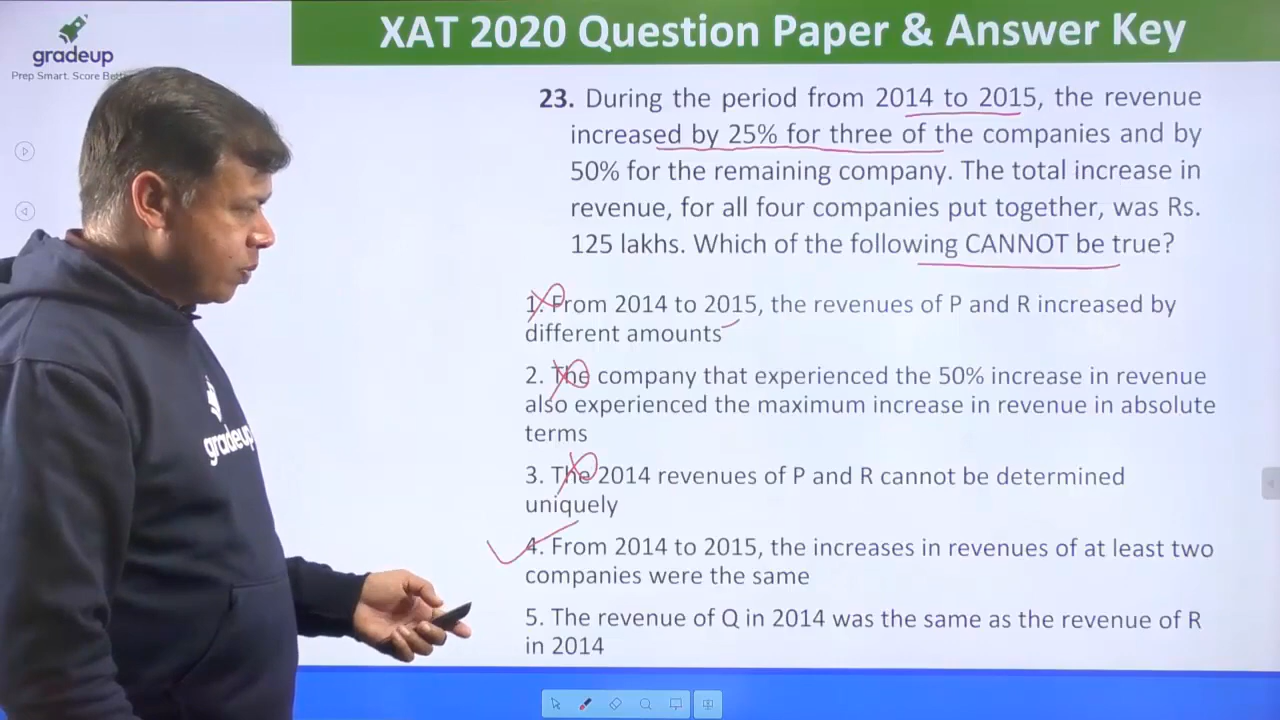 XAT 2020 Question Paper & Answer Key
gradeup
Prep Smart. Score Bett
23. During the period from 2014 to 2015, the revenue
increased by 25% for three of the companies and by
50% for the remaining company. The total increase in
revenue, for all four companies put together, was Rs.
125 lakhs. Which of the following CANNOT be true?
1. From 2014 to 2015, the revenues of P and R increased by
different amounts
2. The company that experienced the 50% increase in revenue
also experienced the maximum increase in revenue in absolute
terms
3. The 2014 revenues of P and R cannot be determined
uniquely
4. From 2014 to 2015, the increases in revenues of at least two
companies were the same
5. The revenue of Q in 2014 was the same as the revenue of R
in 2014
gradeup